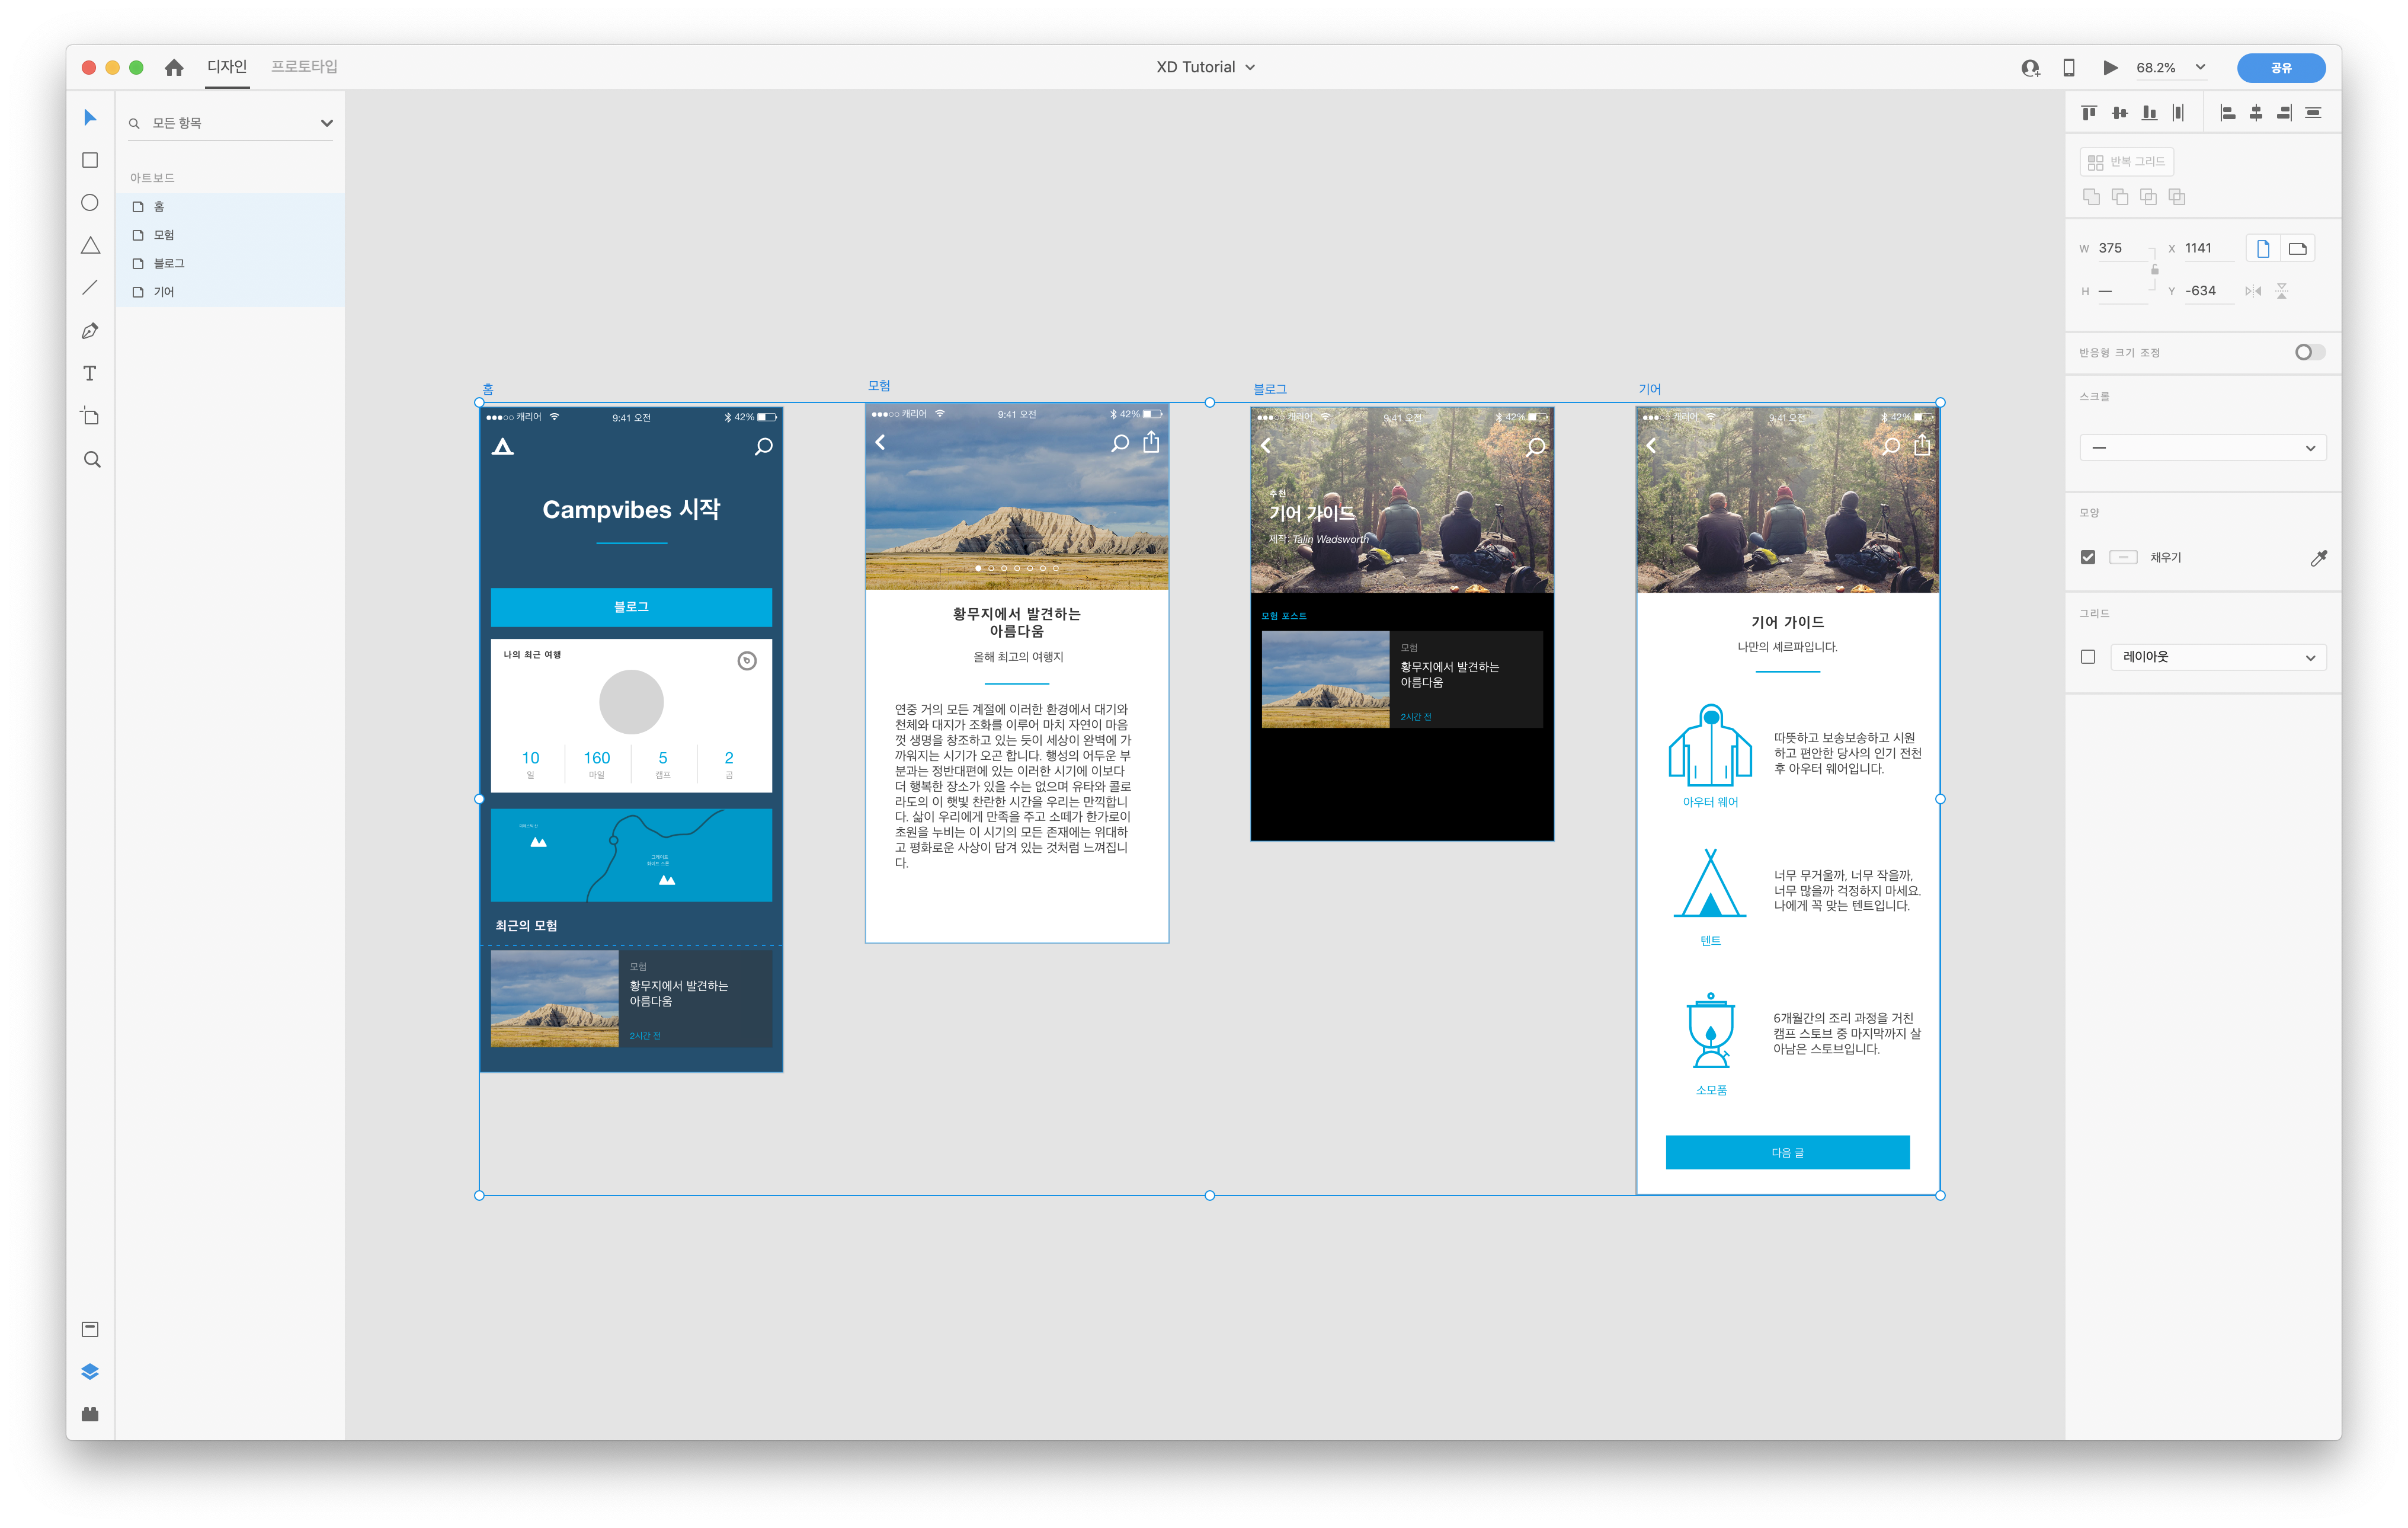 디자인
프로토타입
XD Tutorial
68.2%
공유
모든 항목
아트보드
홈
모험
블로그
기어
홈
캐리어
9:41 오전
42%
Campvibes 시작
블로그
나의 최근 여행
10
일
160
마일
5
캠프
2
곰
그레이트
화이트 스론
최근의 모험
모험
황무지에서 발견하는
아름다움
2시간 전
모험
캐리어
9:41 오전
42%
황무지에서 발견하는
아름다움
올해 최고의 여행지
연중 거의 모든 계절에 이러한 환경에서 대기와
천체와 대지가 조화를 이루어 마치 자연이 마음
껏 생명을 창조하고 있는 듯이 세상이 완벽에 가
까워지는 시기가 오곤 합니다. 행성의 어두운 부
분과는 정반대편에 있는 이러한 시기에 이보다
더 행복한 장소가 있을 수는 없으며 유타와 콜로
라도의 이 햇빛 찬란한 시간을 우리는 만끽합니
다. 삶이 우리에게 만족을 주고 소떼가 한가로이
초원을 누비는 이 시기의 모든 존재에는 위대하
고 평화로운 사상이 담겨 있는 것처럼 느껴집니
다.
블로그
캐리어
9:41 오전
42%
추천
기어 가이드
제작: Talin Wadsworth
모험 포스트
모험
황무지에서 발견하는
아름다움
2시간 전
기어
캐리어
9:41 오전
42%
기어 가이드
나만의 셰르파입니다.
따뜻하고 보송보송하고 시원
하고 편안한 당사의 인기 전천
후 아우터 웨어입니다.
아우터 웨어
너무 무거울까, 너무 작을까,
너무 많을까 걱정하지 마세요.
나에게 꼭 맞는 텐트입니다.
텐트
6개월간의 조리 과정을 거친
캠프 스토브 중 마지막까지 살
아남은 스토브입니다.
소모품
다음 글
반복 그리드
W 375
X 1141
H —
Y -634
반응형 크기 조정
스크롤
—
모양
채우기
그리드
레이아웃